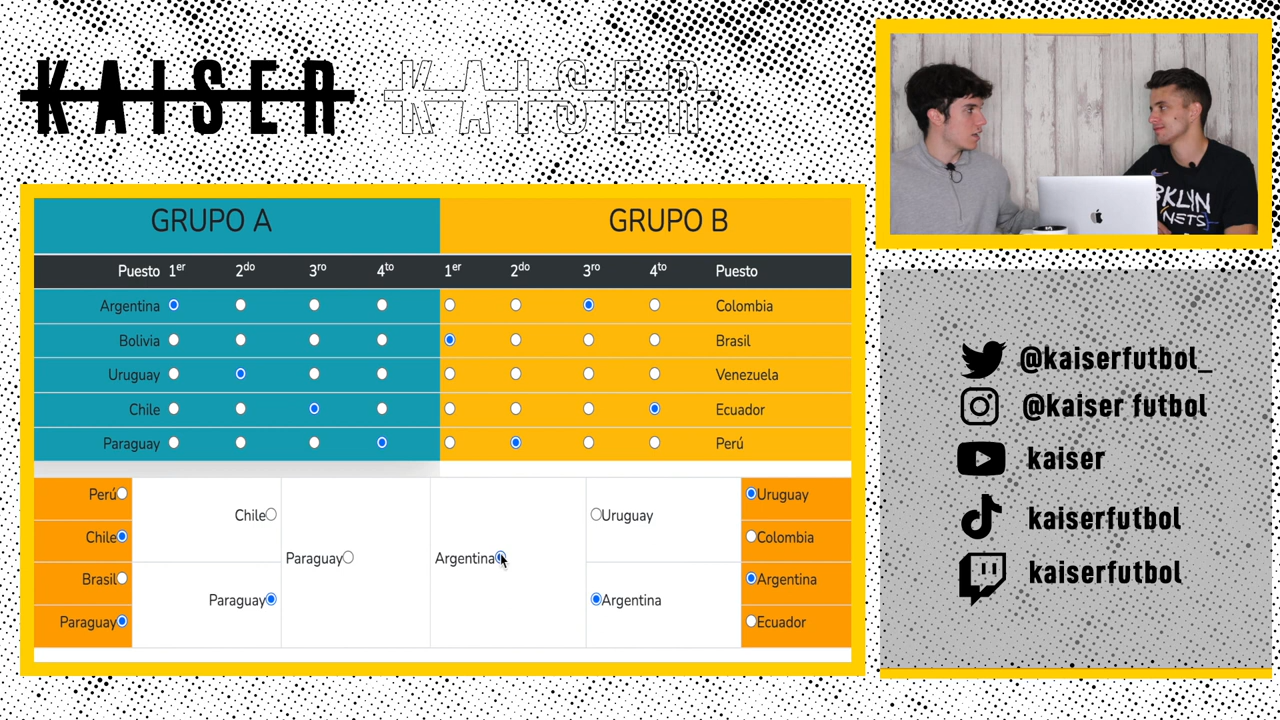 KAISER KAISER
GRUPO A GRUPO B
Puesto 1er 2do 3ro 4to 1er 2do 3ro 4to Puesto
Argentina Colombia
Bolivia Brasil
Uruguay Venezuela
Chile Ecuador
Paraguay Perú
Perú Uruguay
Chile Uruguay
Chile Colombia
Paraguay Argentina
Brasil Argentina
Paraguay Argentina
Paraguay Ecuador
BKLYN
NETS
@kaiserfutbol_
@kaiser futbol
kaiser
kaiserfutbol
kaiserfutbol